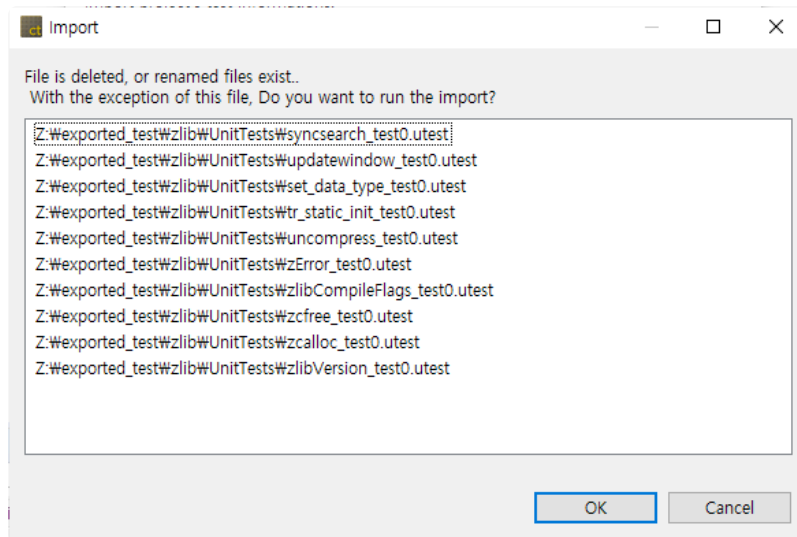 ct Import
File is deleted, or renamed files exist..
With the exception of this file, Do you want to run the import?
Z:₩exported_test₩zlib₩UnitTests₩syncsearch_test0.utest
Z:₩exported_test₩zlib₩UnitTests₩updatewindow_test0.utest
Z:₩exported_test₩zlib₩UnitTests₩set_data_type_test0.utest
Z:₩exported_test₩zlib₩UnitTests₩tr_static_init_test0.utest
Z:₩exported_test₩zlib₩UnitTests₩uncompress_test0.utest
Z:₩exported_test₩zlib₩UnitTests₩zError_test0.utest
Z:₩exported_test₩zlib₩UnitTests₩zlibCompileFlags_test0.utest
Z:₩exported_test₩zlib₩UnitTests₩zcfree_test0.utest
Z:₩exported_test₩zlib₩UnitTests₩zcalloc_test0.utest
Z:₩exported_test₩zlib₩UnitTests₩zlibVersion_test0.utest
OK Cancel